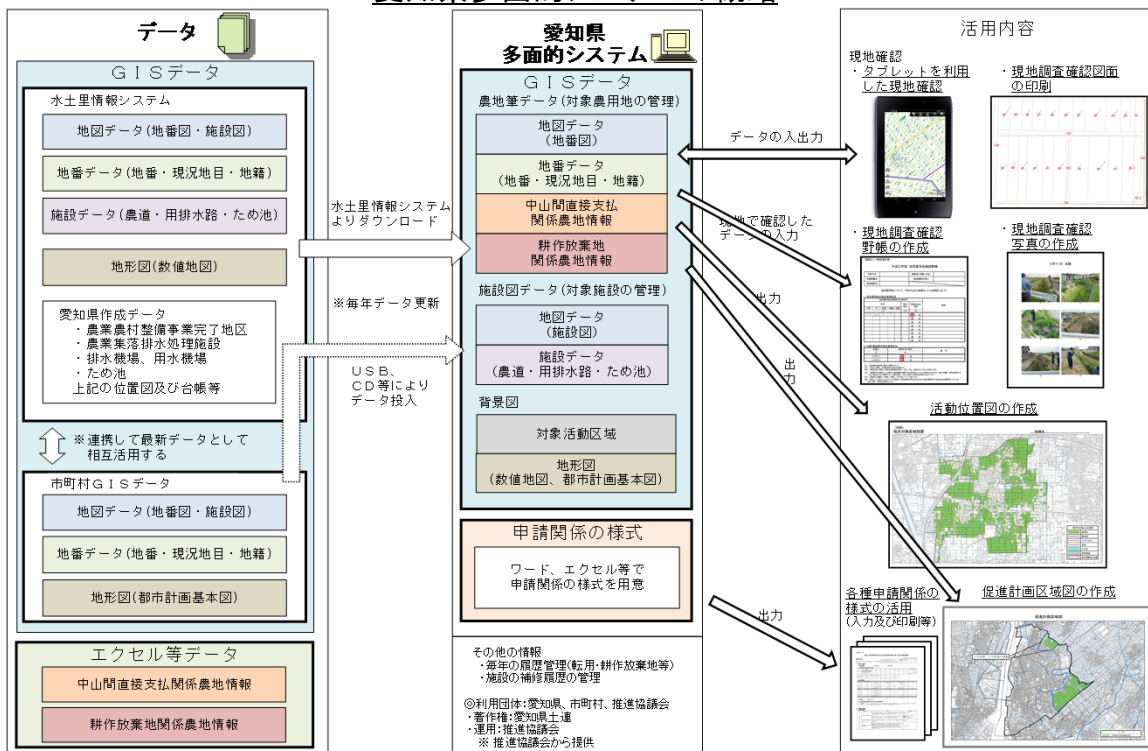 データ
GISデータ
水土里情報システム
地図データ(地番図・施設図)
地番データ(地番・現況地目・地籍)
施設データ(農道・用排水路・ため池)
地形図(数値地図)
愛知県作成データ
・農業農村整備事業完了地区
・農業集落排水処理施設
・排水機場、用水機場
・ため池
上記の位置図及び台帳等
※連携して最新データとして
相互活用する
市町村GISデータ
地図データ(地番図・施設図)
地番データ(地番・現況地目・地籍)
地形図(都市計画基本図)
エクセル等データ
中山間直接支払関係農地情報
耕作放棄地関係農地情報
水土里情報システム
よりダウンロード
※毎年データ更新
USB、
CD等により
データ投入
愛知県
多面的システム
GISデータ
農地筆データ(対象農用地の管理)
地図データ
(地番図)
地番データ
(地番・現況地目・地籍)
中山間直接支払
関係農地情報
耕作放棄地
関係農地情報
施設図データ(対象施設の管理)
地図データ
(施設図)
施設データ
(農道・用排水路・ため池)
背景図
対象活動区域
地形図
(数値地図、都市計画基本図)
申請関係の様式
ワード、エクセル等で
申請関係の様式を用意
その他の情報
・毎年の履歴管理(転用・耕作放棄地等)
・施設の補修履歴の管理
◎利用団体:愛知県、市町村、推進協議会
・著作権:愛知県土連
・運用:推進協議会
※ 推進協議会から提供
データの入出力
現地で確認した
データの入力
出力
出力
出力
活用内容
現地確認
・タブレットを利用
した現地確認
・現地調査確認図面
の印刷
・現地調査確認
野帳の作成
・現地調査確認
写真の作成
活動位置図の作成
各種申請関係の
様式の活用
(入力及び印刷等)
促進計画区域図の作成